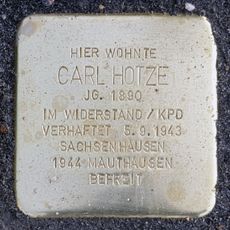 HIER WOHNTE
CARL HOTZE
JG. 1890
IM WIDERSTAND / KPD
VERHAFTET 5.9.1943
SACHSENHAUSEN
1944 MAUTHAUSEN
BEFREIT